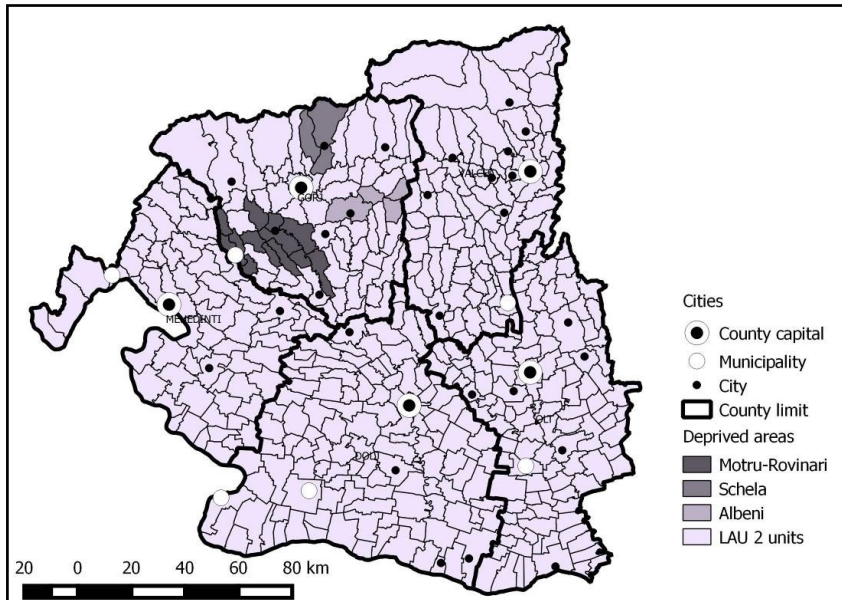 VALCEA
GORJ
MEHEDINTI
OLT
DOLJ
Cities
County capital
Municipality
City
County limit
Deprived areas
Motru-Rovinari
Schela
Albeni
LAU 2 units
20 0 20 40 60 80 km